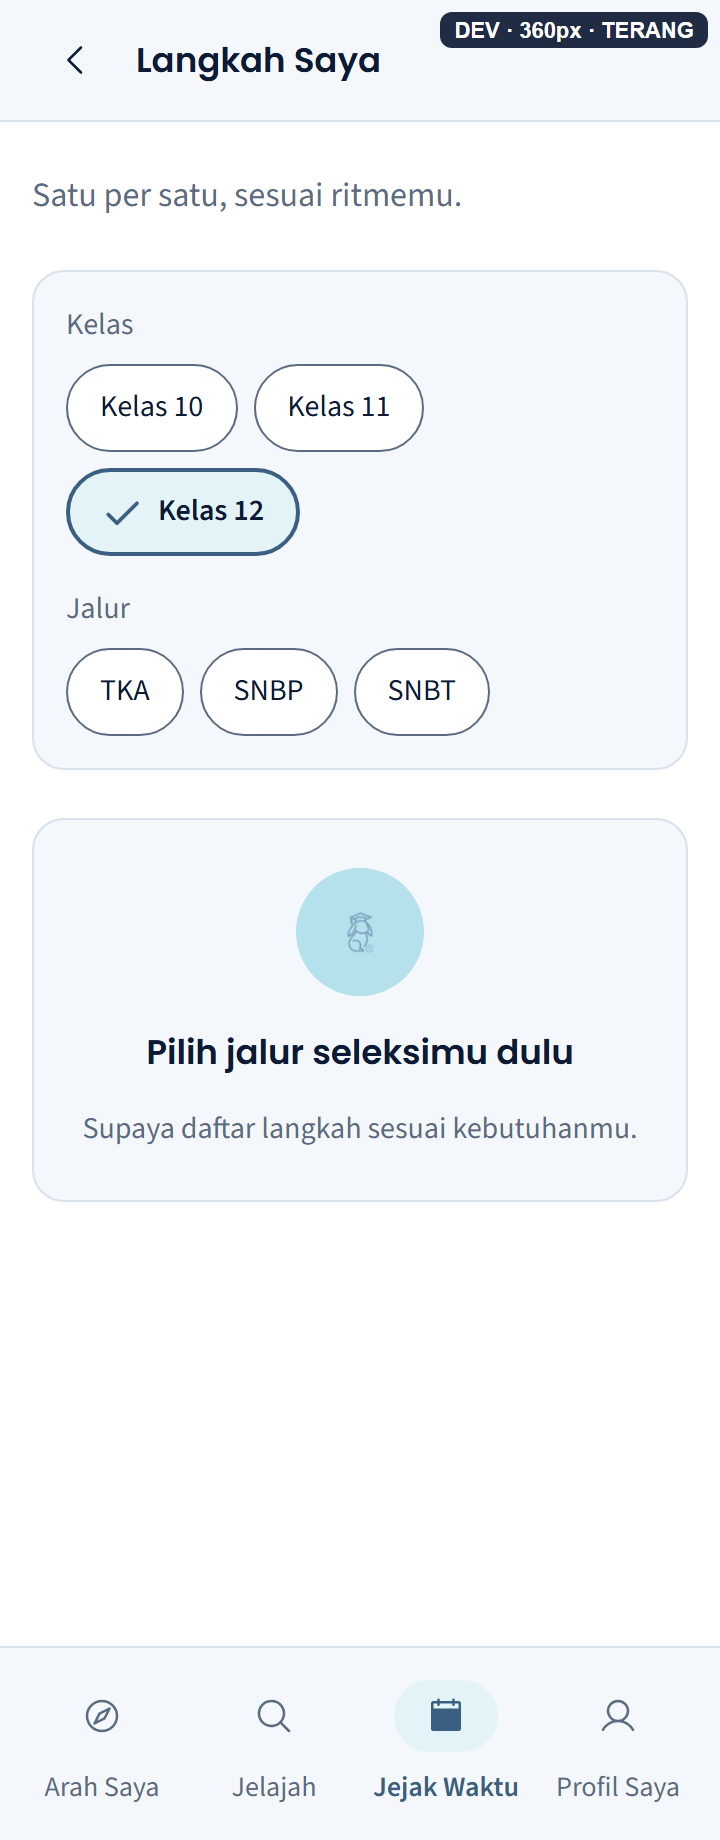 DEV · 360px · TERANG
Langkah Saya
Satu per satu, sesuai ritmemu.
Kelas
Kelas 10
Kelas 11
Kelas 12
Jalur
TKA
SNBP
SNBT
Pilih jalur seleksimu dulu
Supaya daftar langkah sesuai kebutuhanmu.
Arah Saya
Jelajah
Jejak Waktu
Profil Saya